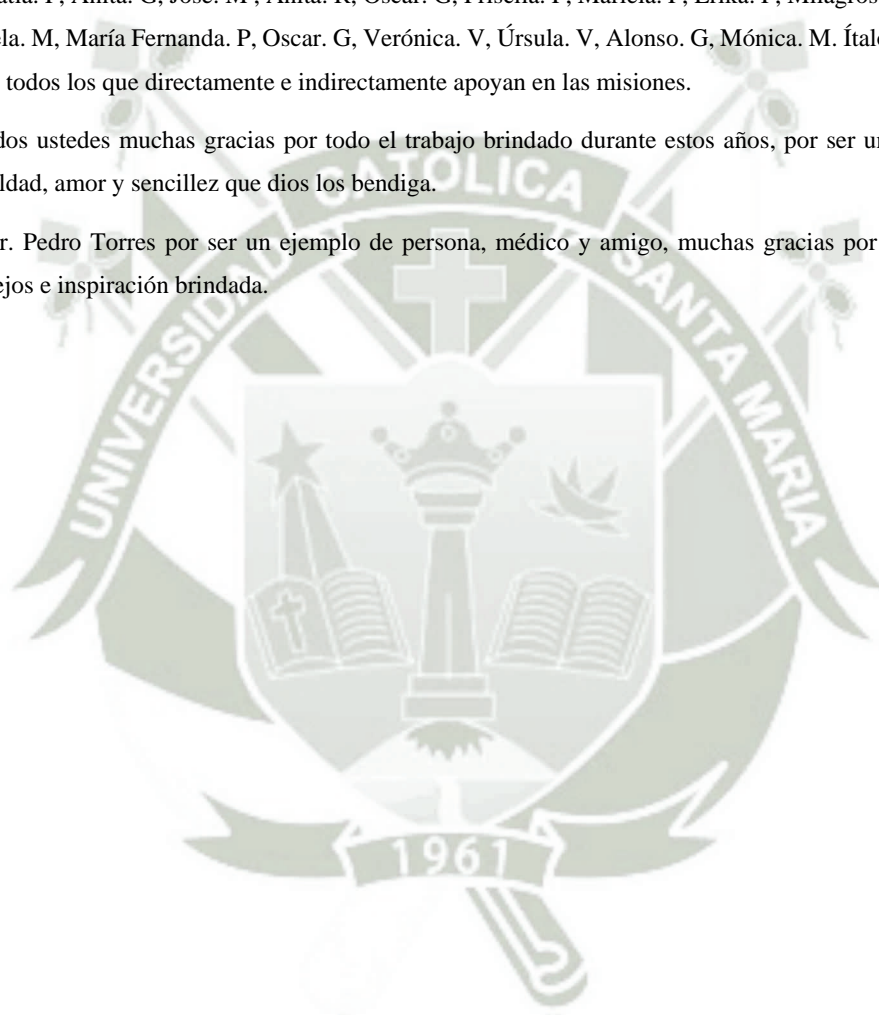 G, José. M , Anita. R, Oscar. G, Priscila. P, Mariela. P, Erika. P, Milagros
ela. M, María Fernanda. P, Oscar. G, Verónica. V, Úrsula. V, Alonso. G, Mónica. M. Ítalo
todos los que directamente e indirectamente apoyan en las misiones.
dos ustedes muchas gracias por todo el trabajo brindado durante estos años, por ser un
ldad, amor y sencillez que dios los bendiga.
r. Pedro Torres por ser un ejemplo de persona, médico y amigo, muchas gracias por
ejos e inspiración brindada.
UNIVERSIDAD CATOLICA SANTA MARIA
1961